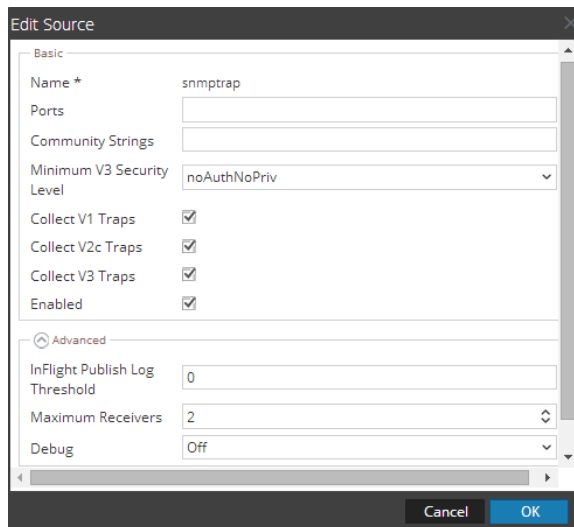 Edit Source
Basic
Name * snmptrap
Ports
Community Strings
Minimum V3 Security
Level
noAuthNoPriv
Collect V1 Traps
Collect V2c Traps
Collect V3 Traps
Enabled
Advanced
InFlight Publish Log
Threshold
0
Maximum Receivers 2
Debug Off
Cancel OK